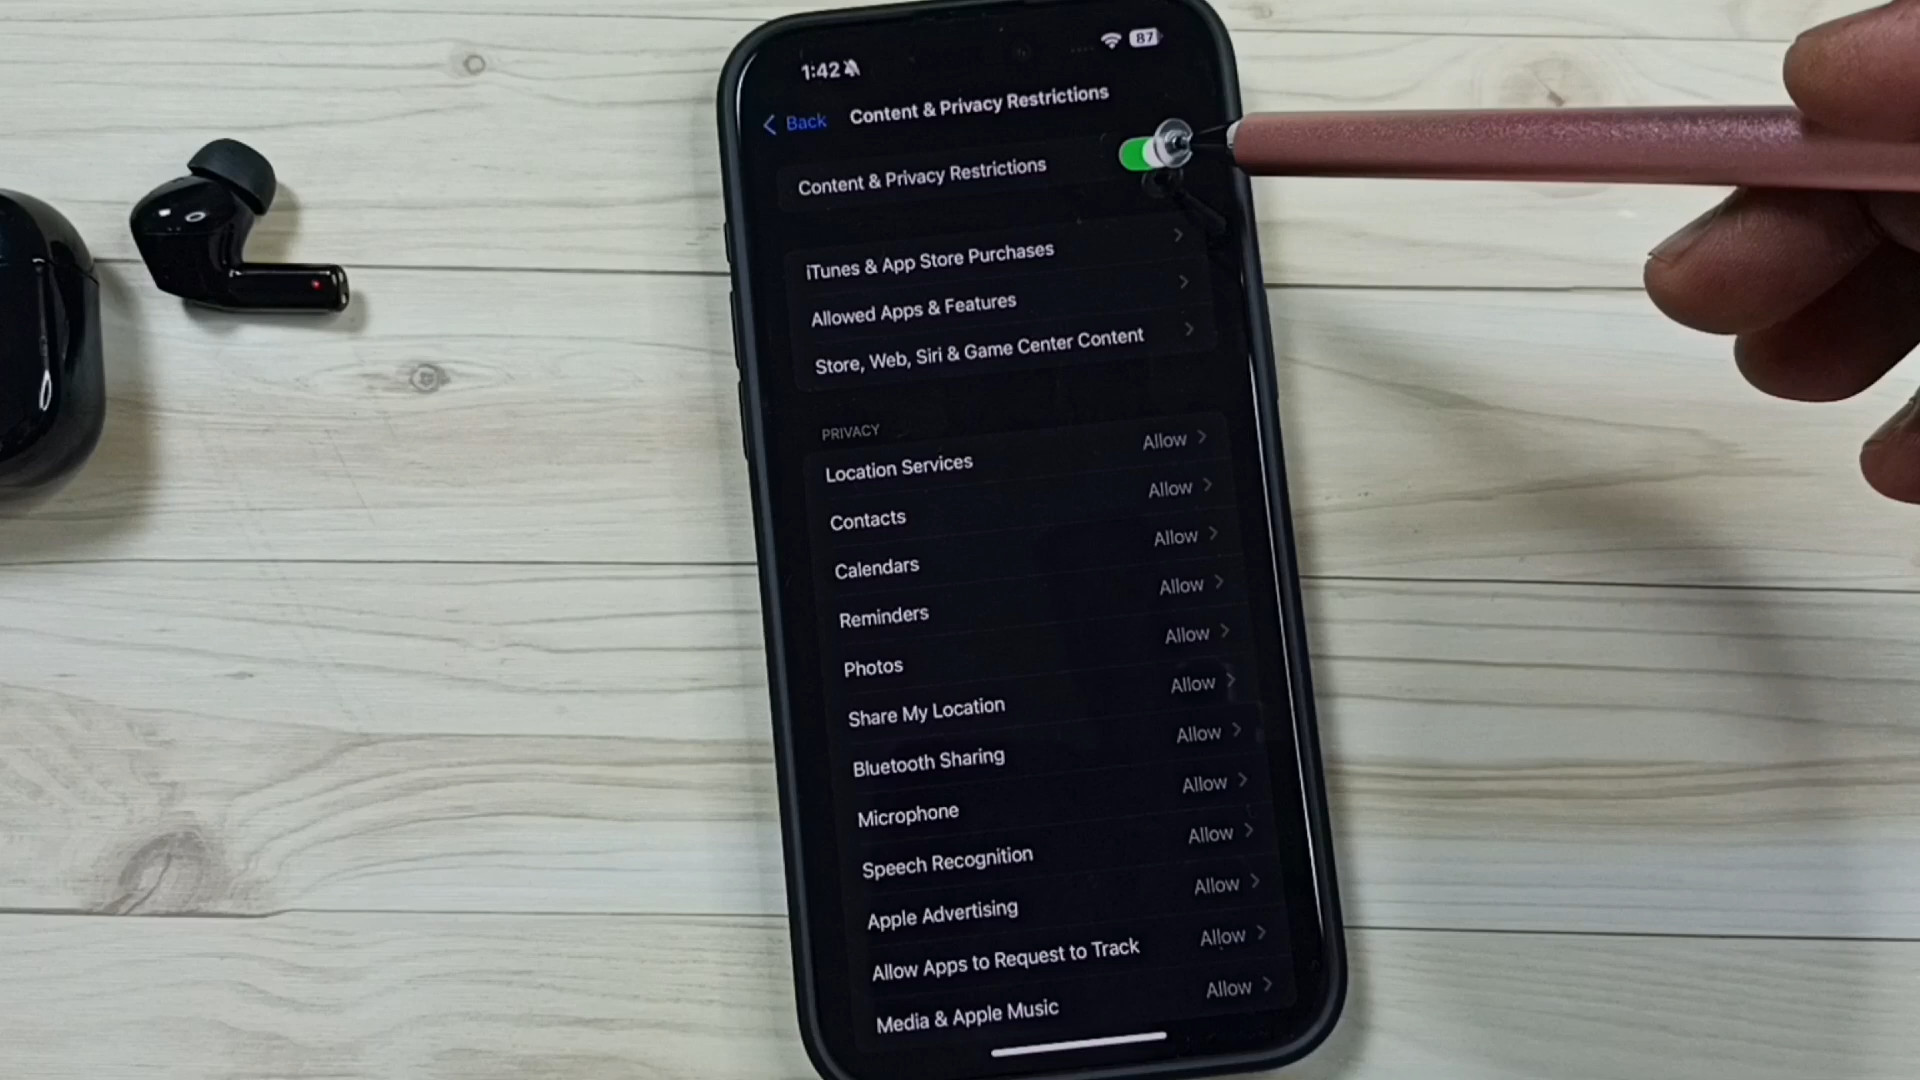 1:42
87
Back
Content & Privacy Restrictions
Content & Privacy Restrictions
iTunes & App Store Purchases
Allowed Apps & Features
Store, Web, Siri & Game Center Content
PRIVACY
Location Services Allow
Contacts Allow
Calendars Allow
Reminders Allow
Photos Allow
Share My Location Allow
Bluetooth Sharing Allow
Microphone Allow
Speech Recognition Allow
Apple Advertising Allow
Allow Apps to Request to Track Allow
Media & Apple Music Allow